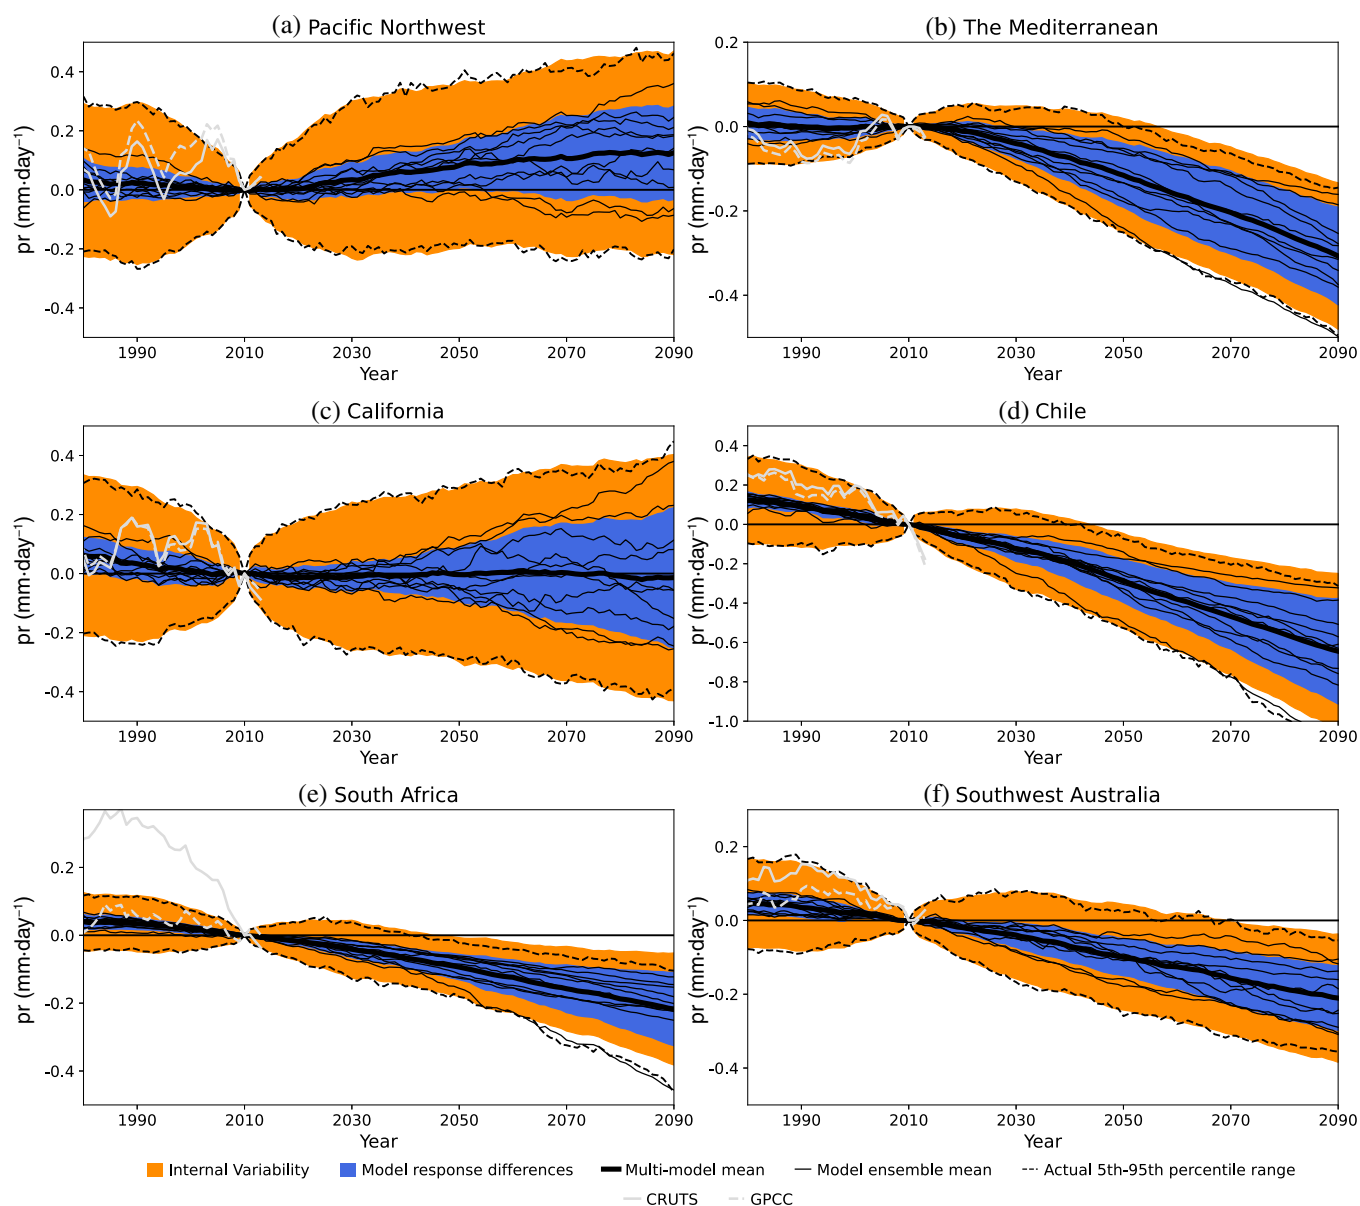 (a) Pacific Northwest
0.4
0.2
0.0
-0.2
-0.4
pr (mm·day⁻¹)
1990 2010 2030 2050 2070 2090
Year
(b) The Mediterranean
0.2
0.0
-0.2
-0.4
pr (mm·day⁻¹)
1990 2010 2030 2050 2070 2090
Year
(c) California
0.4
0.2
0.0
-0.2
-0.4
pr (mm·day⁻¹)
1990 2010 2030 2050 2070 2090
Year
(d) Chile
0.4
0.2
0.0
-0.2
-0.4
-0.6
-0.8
-1.0
pr (mm·day⁻¹)
1990 2010 2030 2050 2070 2090
Year
(e) South Africa
0.2
0.0
-0.2
-0.4
pr (mm·day⁻¹)
1990 2010 2030 2050 2070 2090
Year
(f) Southwest Australia
0.2
0.0
-0.2
-0.4
pr (mm·day⁻¹)
1990 2010 2030 2050 2070 2090
Year
Internal Variability Model response differences Multi-model mean Model ensemble mean Actual 5th-95th percentile range
CRUTS GPCC